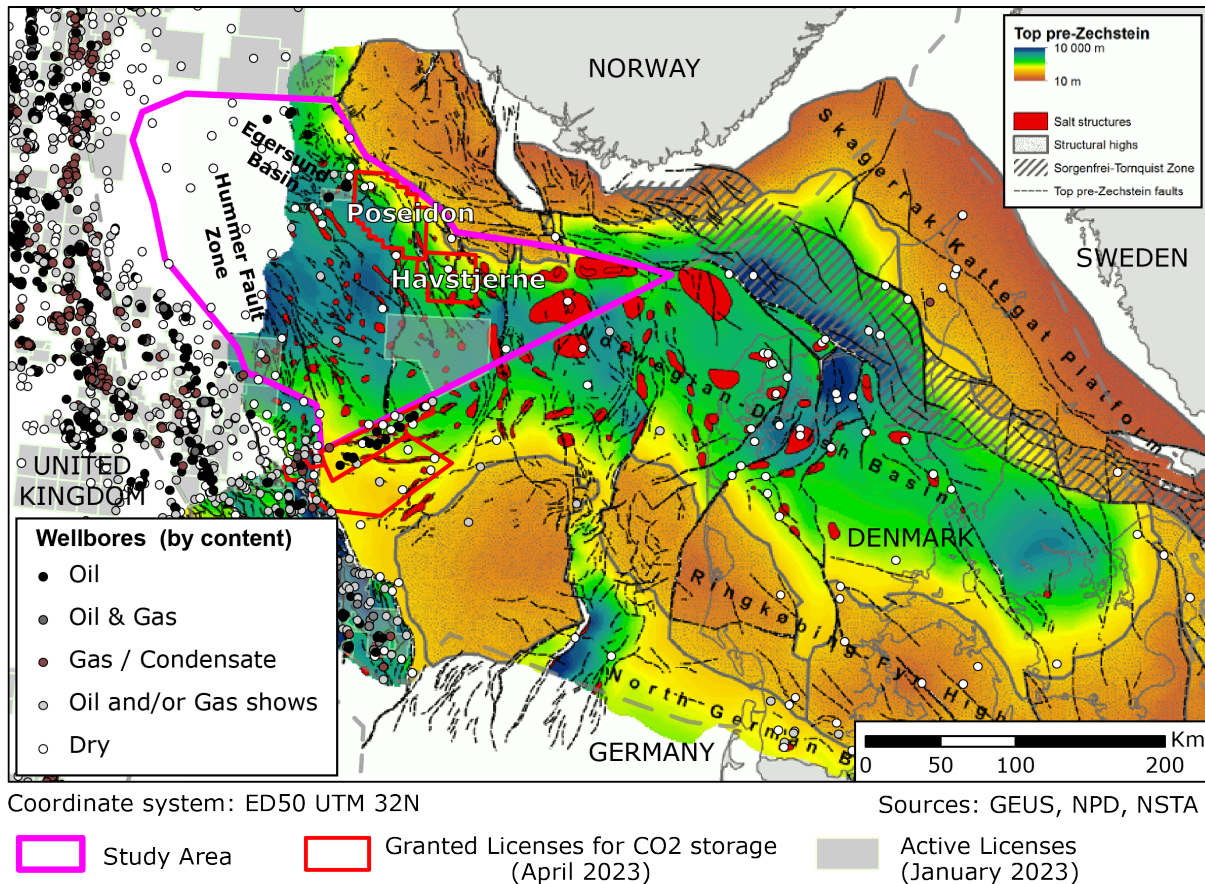 NORWAY
SWEDEN
UNITED
KINGDOM
DENMARK
GERMANY
Egersund
Basin
Hummer Fault
Zone
Poseidon
Havstjerne
Skagerrak-Kattegat Platform
Norwegian Danish Basin
Ringkøbing-Fyn High
North German B
Top pre-Zechstein
10 000 m
10 m
Salt structures
Structural highs
Sorgenfrei-Tornquist Zone
Top pre-Zechstein faults
Wellbores (by content)
Oil
Oil & Gas
Gas / Condensate
Oil and/or Gas shows
Dry
Km
0 50 100 200
Coordinate system: ED50 UTM 32N
Sources: GEUS, NPD, NSTA
Study Area
Granted Licenses for CO2 storage
(April 2023)
Active Licenses
(January 2023)